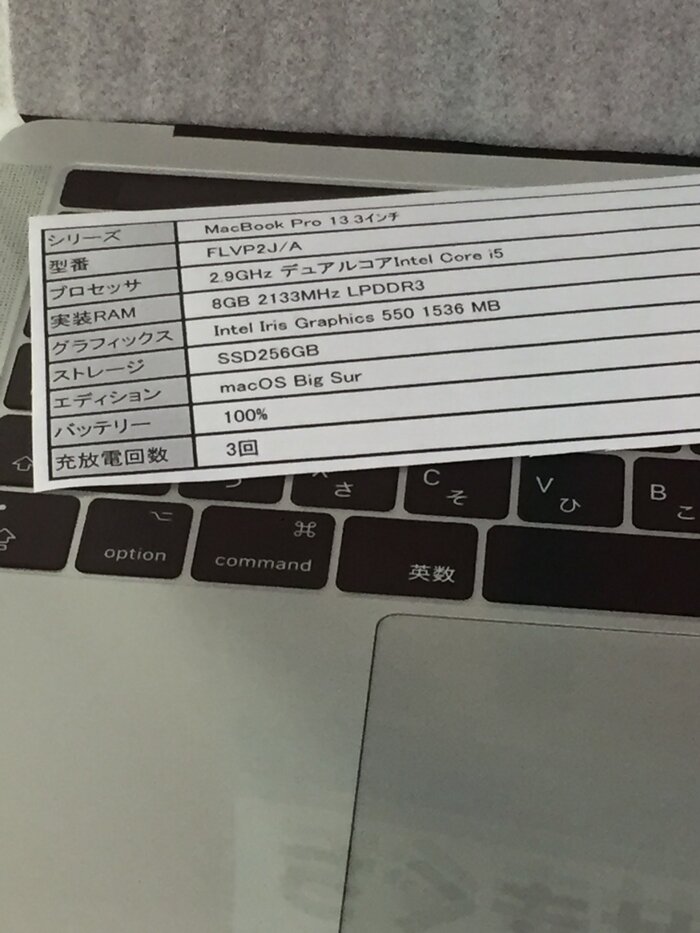 シリーズ MacBook Pro 13.3インチ
型番 FLVP2J/A
プロセッサ 2.9GHz デュアルコアIntel Core i5
実装RAM 8GB 2133MHz LPDDR3
グラフィックス Intel Iris Graphics 550 1536 MB
ストレージ SSD256GB
エディション macOS Big Sur
バッテリー 100%
充放電回数 3回
さ
C そ
V ひ
B こ
option
command
英数